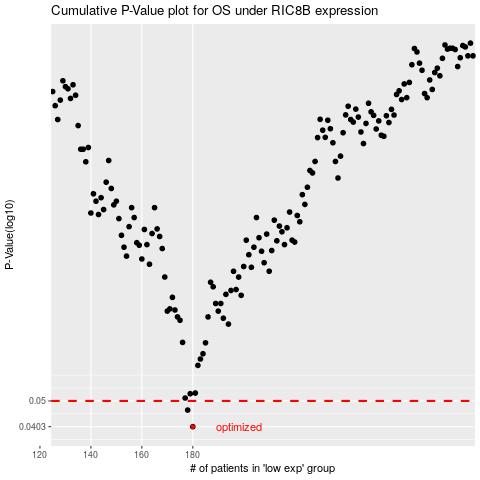 Cumulative P-Value plot for OS under RIC8B expression
P-Value(log10)
0.05
0.0403
optimized
120 140 160 180
# of patients in 'low exp' group